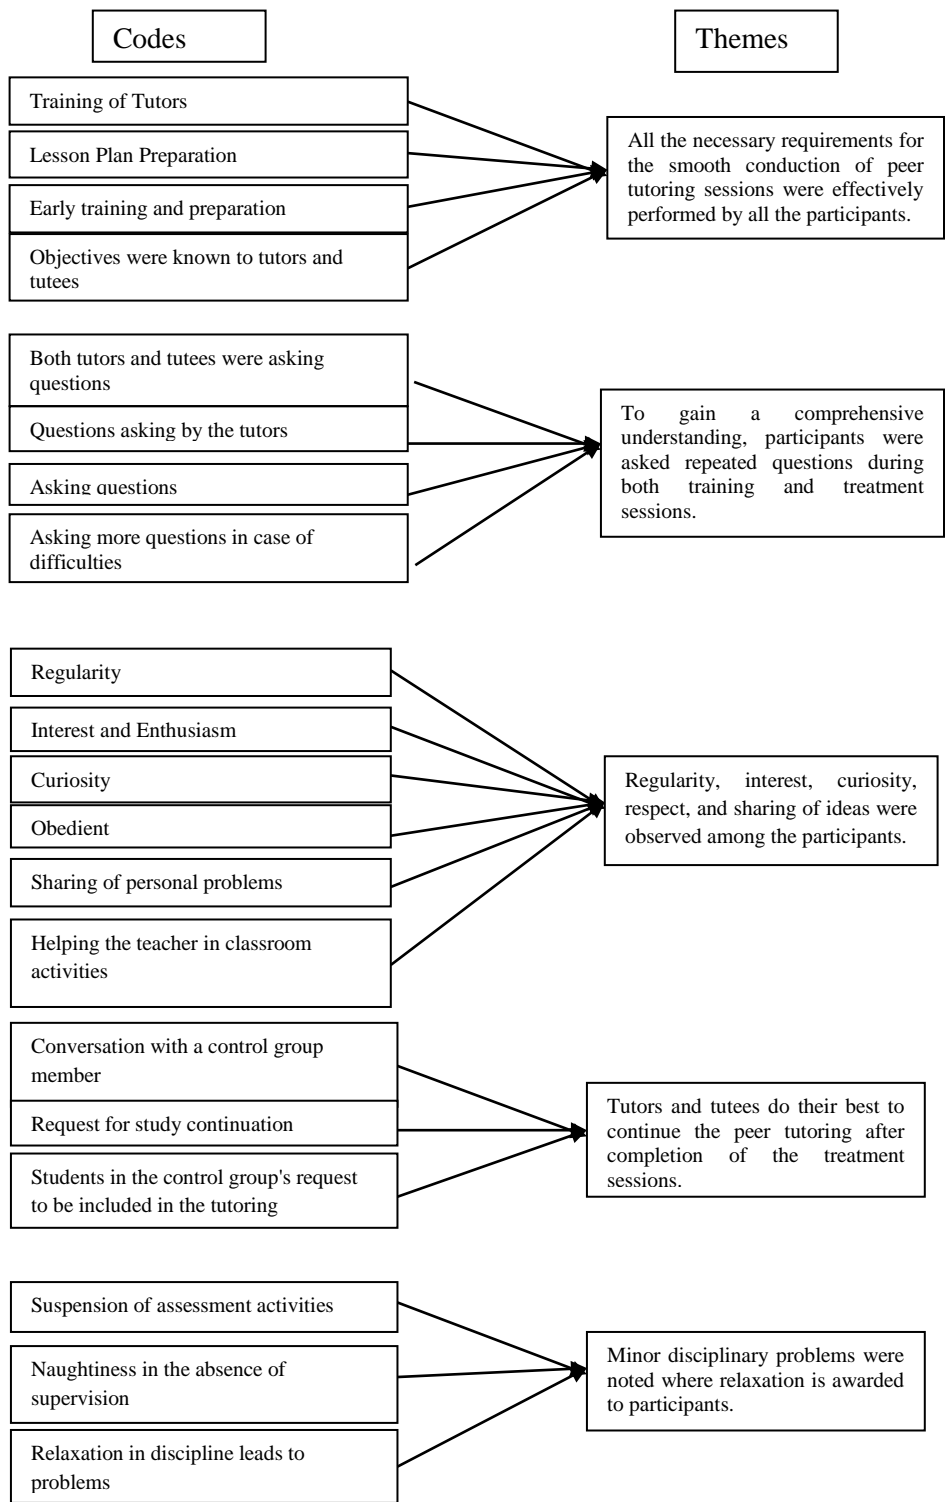 Codes
Themes
Training of Tutors
Lesson Plan Preparation
Early training and preparation
Objectives were known to tutors and
tutees
All the necessary requirements for
the smooth conduction of peer
tutoring sessions were effectively
performed by all the participants.
Both tutors and tutees were asking
questions
Questions asking by the tutors
Asking questions
Asking more questions in case of
difficulties
To gain a comprehensive
understanding, participants were
asked repeated questions during
both training and treatment
sessions.
Regularity
Interest and Enthusiasm
Curiosity
Obedient
Sharing of personal problems
Helping the teacher in classroom
activities
Regularity, interest, curiosity,
respect, and sharing of ideas were
observed among the participants.
Conversation with a control group
member
Request for study continuation
Students in the control group's request
to be included in the tutoring
Tutors and tutees do their best to
continue the peer tutoring after
completion of the treatment
sessions.
Suspension of assessment activities
Naughtiness in the absence of
supervision
Relaxation in discipline leads to
problems
Minor disciplinary problems were
noted where relaxation is awarded
to participants.